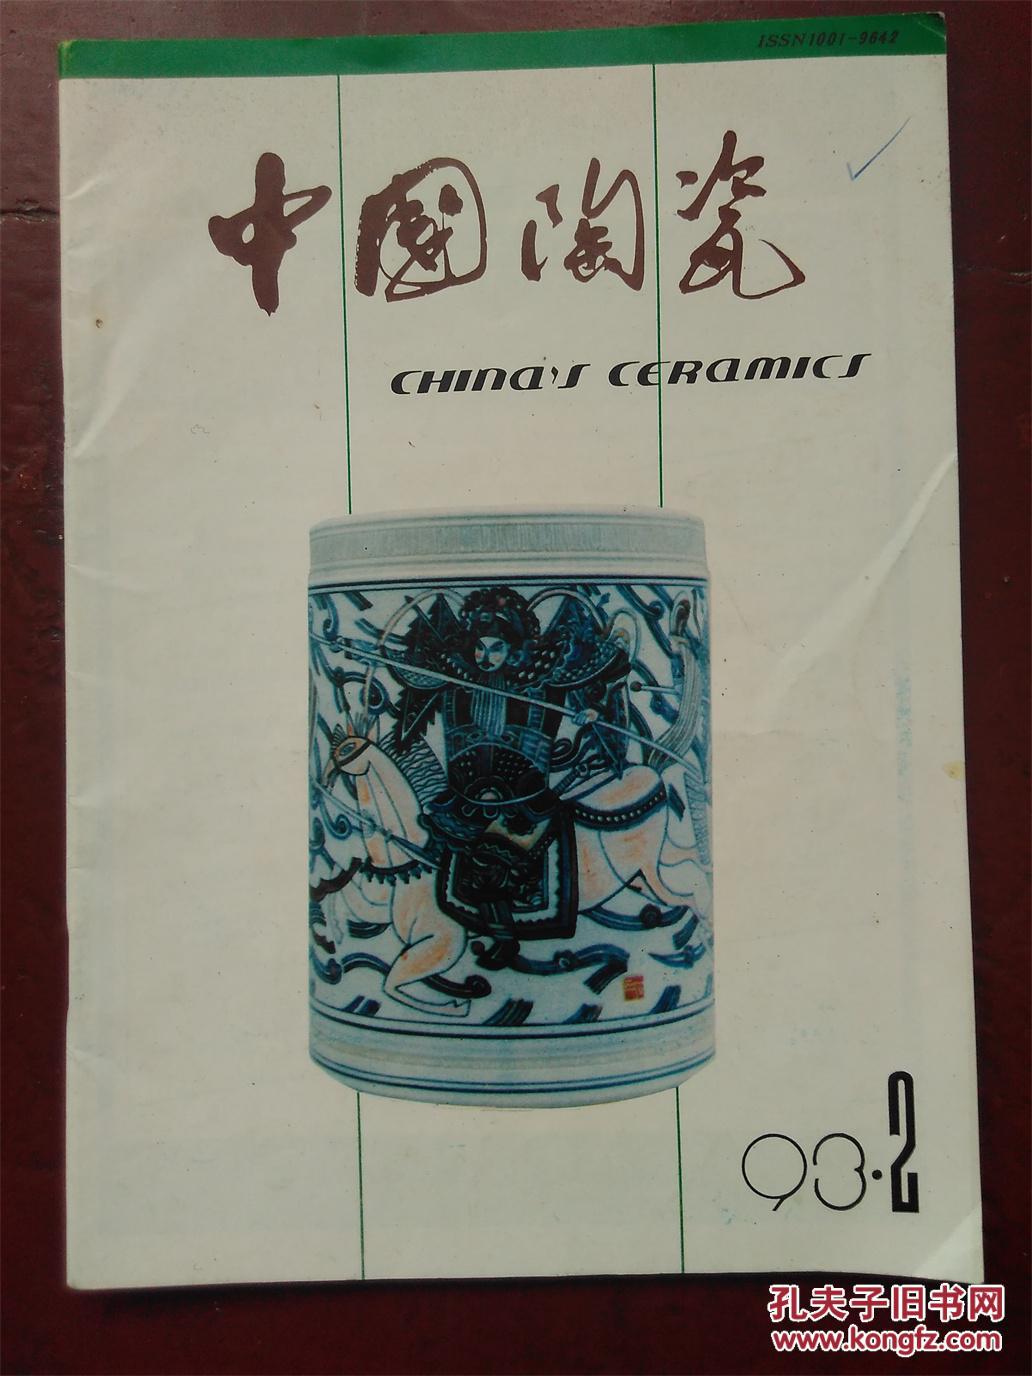 ISSN1001-9642
中國陶瓷
CHINA'S CERAMICS
93·2
孔夫子旧书网
www.kongfz.com